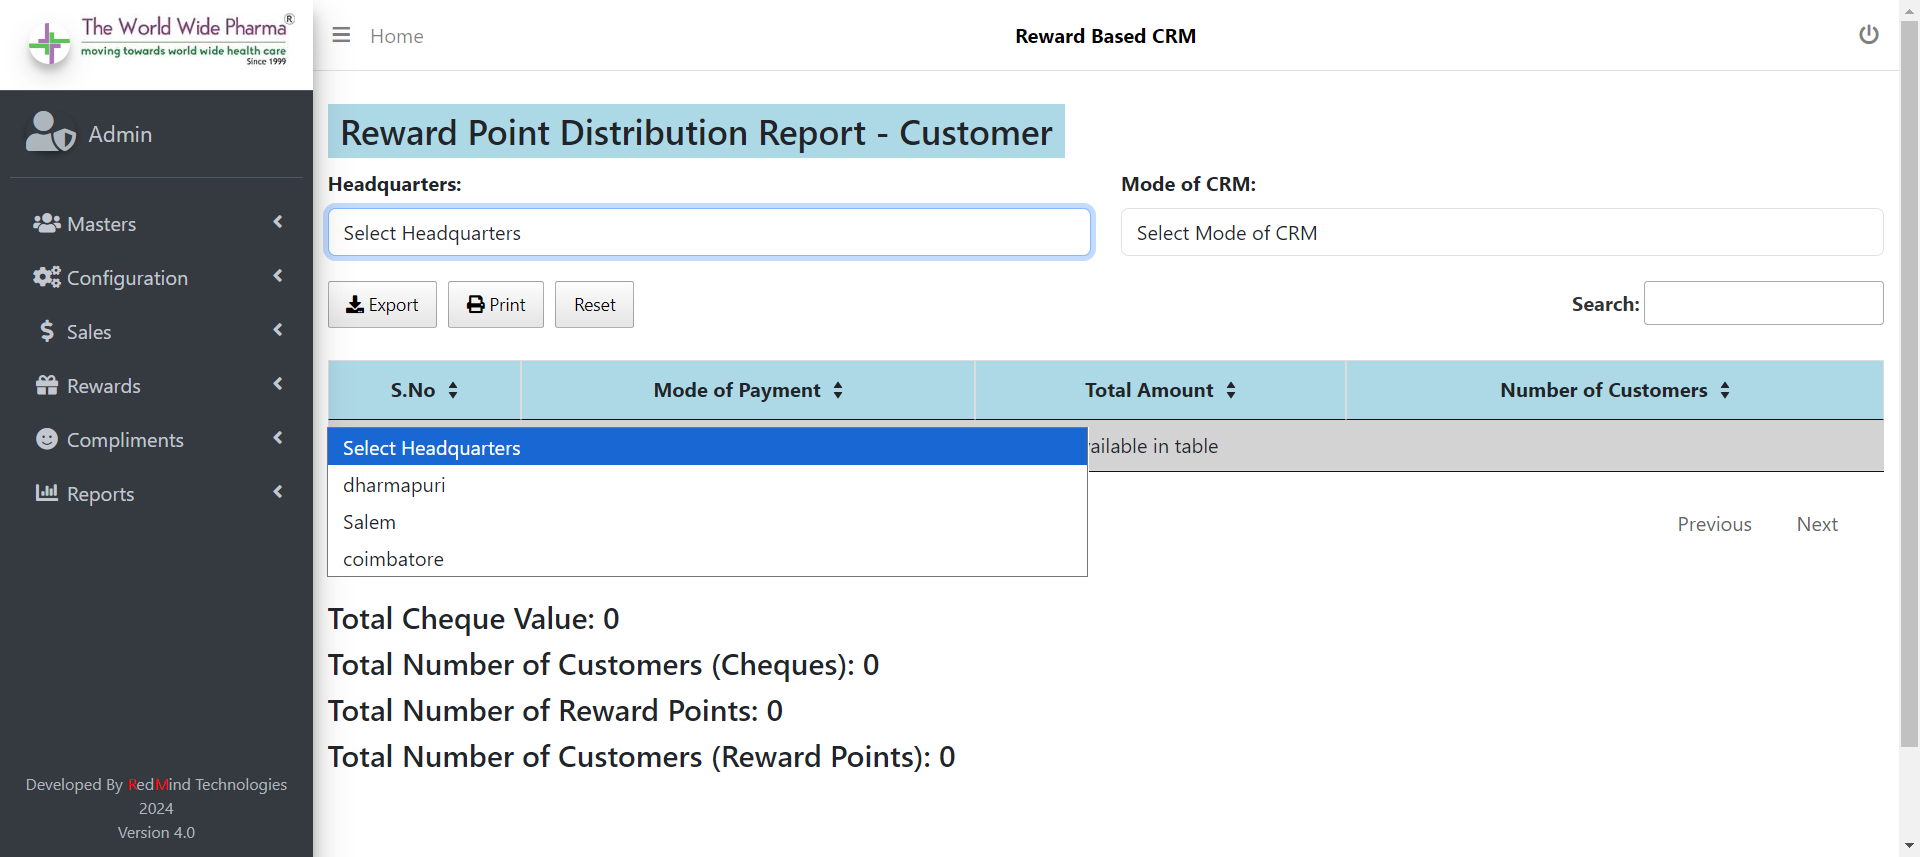 The World Wide Pharma®
moving towards world wide health care
Since 1999
Home
Reward Based CRM
Admin
Masters
Configuration
Sales
Rewards
Compliments
Reports
Developed By RedMind Technologies
2024
Version 4.0
Reward Point Distribution Report - Customer
Headquarters:
Mode of CRM:
Select Headquarters
Select Mode of CRM
Export
Print
Reset
Search:
S.No
Mode of Payment
Total Amount
Number of Customers
Select Headquarters
dharmapuri
Salem
coimbatore
in table
Previous
Next
Total Cheque Value: 0
Total Number of Customers (Cheques): 0
Total Number of Reward Points: 0
Total Number of Customers (Reward Points): 0